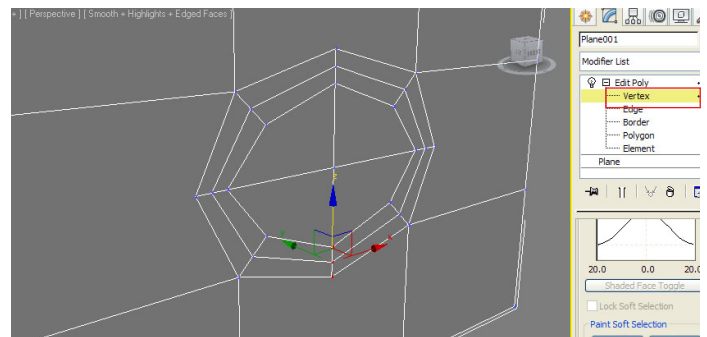 + ] [ Perspective ] [ Smooth + Highlights + Edged Faces ]
Plane001
Modifier List
Edit Poly
Vertex
Edge
Border
Polygon
Element
Plane
20.0 0.0 20.0
Shaded Face Toggle
Lock Soft Selection
Paint Soft Selection